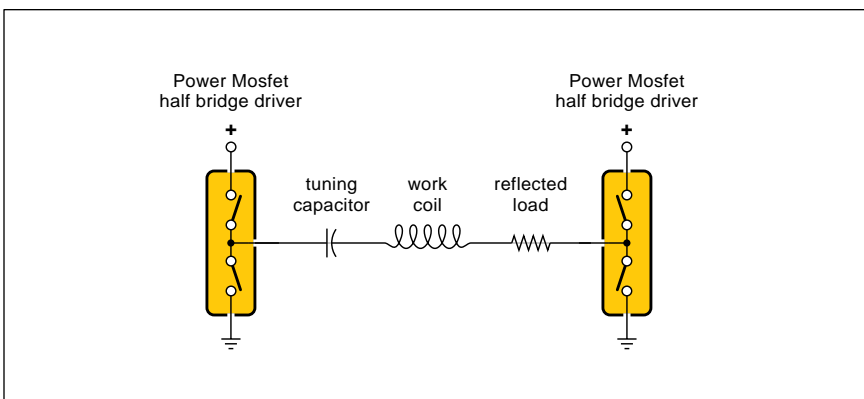 Power Mosfet
half bridge driver
+
Power Mosfet
half bridge driver
+
tuning
capacitor
work
coil
reflected
load